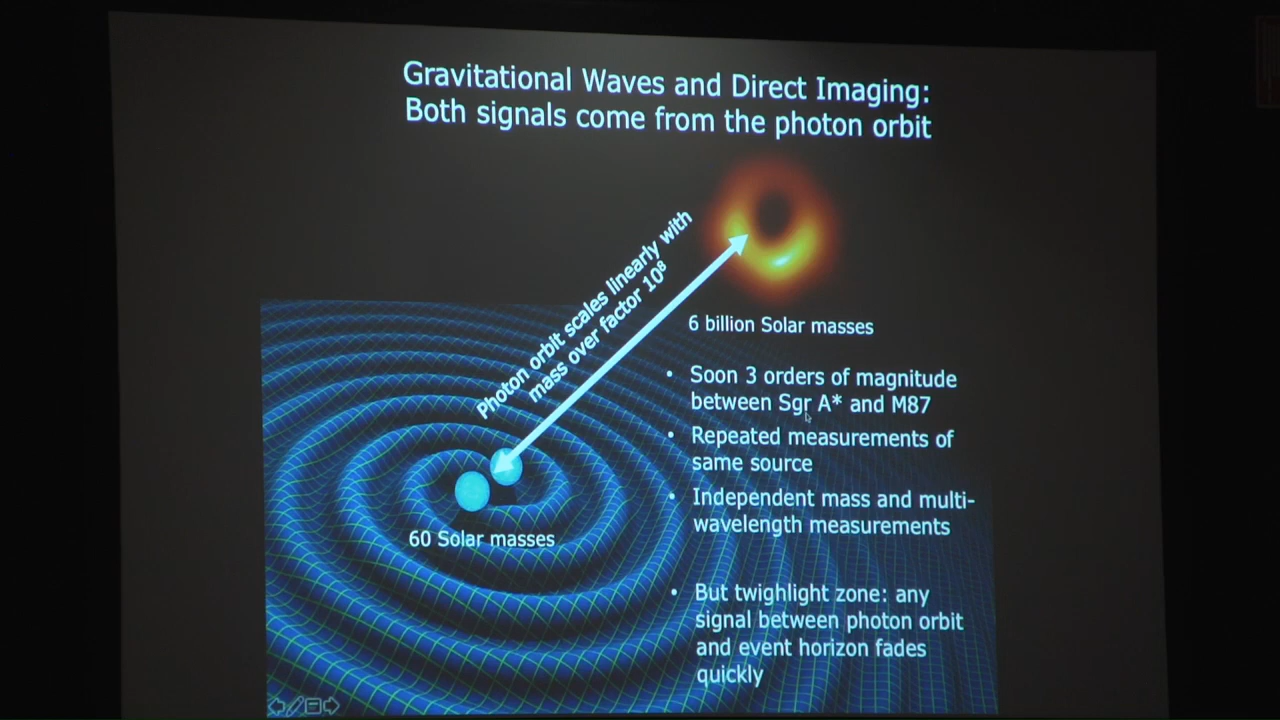 Gravitational Waves and Direct Imaging:
Both signals come from the photon orbit
Photon orbit scales linearly with
mass over factor 10⁸
6 billion Solar masses
• Soon 3 orders of magnitude
between Sgr A* and M87
• Repeated measurements of
same source
• Independent mass and multi-
wavelength measurements
60 Solar masses
• But twighlight zone: any
signal between photon orbit
and event horizon fades
quickly